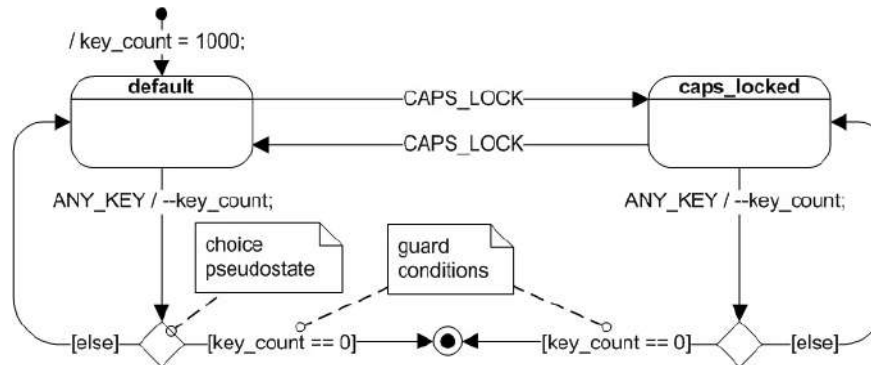 / key_count = 1000;
default
caps_locked
CAPS_LOCK
CAPS_LOCK
ANY_KEY / --key_count;
ANY_KEY / --key_count;
choice
pseudostate
guard
conditions
[else]
[key_count == 0]
[key_count == 0]
[else]